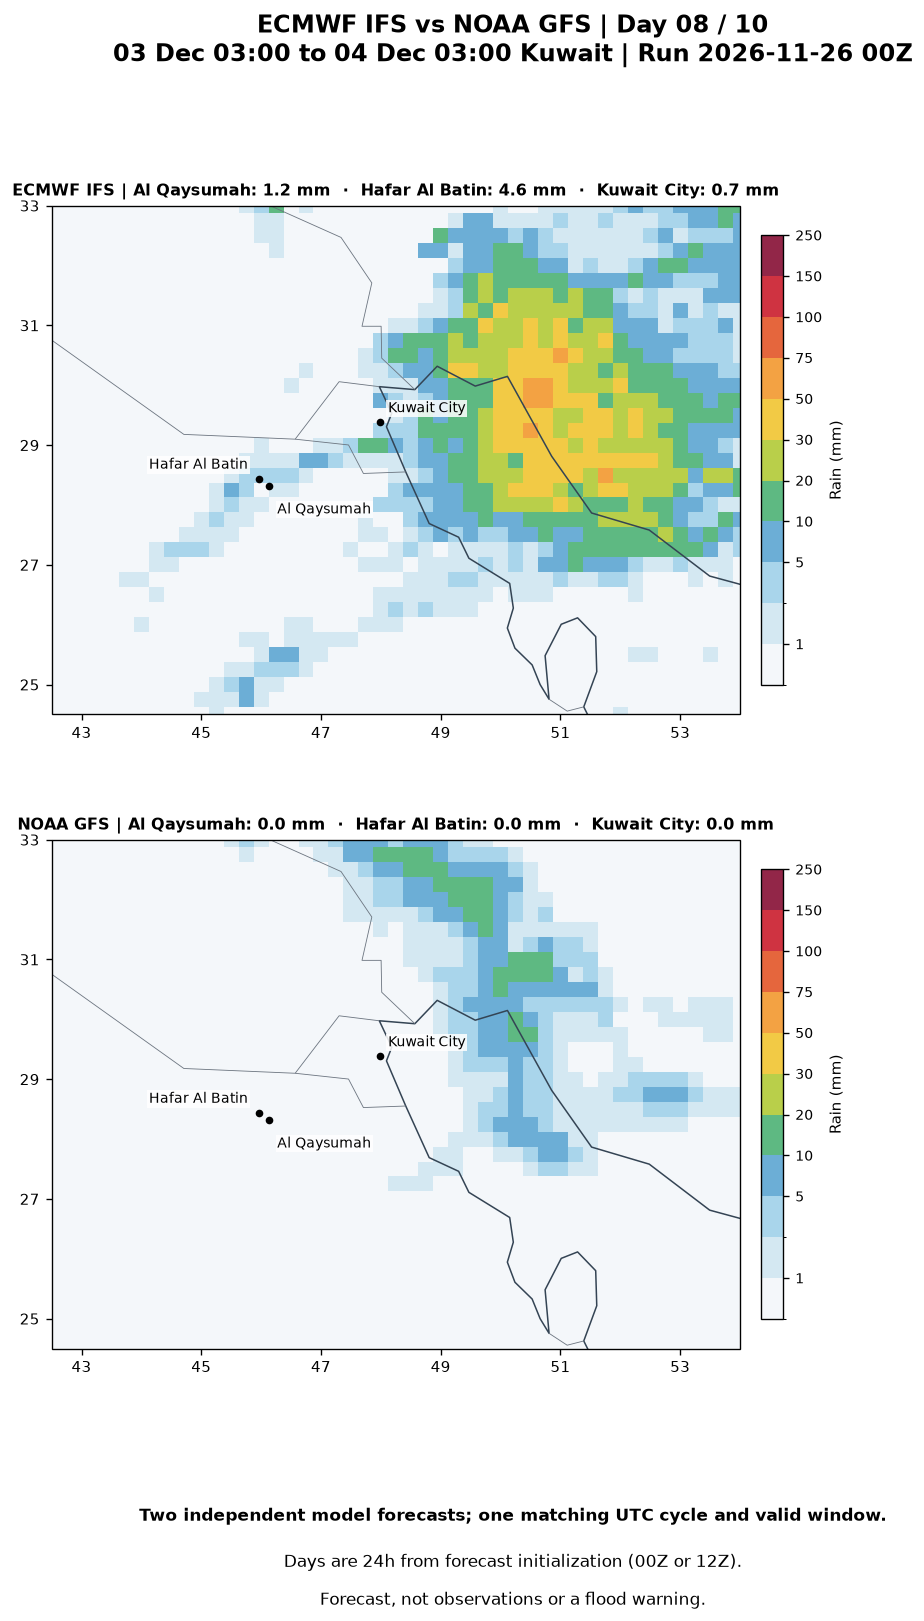 ECMWF IFS vs NOAA GFS | Day 08 / 10
03 Dec 03:00 to 04 Dec 03:00 Kuwait | Run 2026-11-26 00Z
ECMWF IFS | Al Qaysumah: 1.2 mm · Hafar Al Batin: 4.6 mm · Kuwait City: 0.7 mm
33
31
29
27
25
43
45
47
49
51
53
Kuwait City
Hafar Al Batin
Al Qaysumah
250
150
100
75
50
30
20
10
5
1
Rain (mm)
NOAA GFS | Al Qaysumah: 0.0 mm · Hafar Al Batin: 0.0 mm · Kuwait City: 0.0 mm
33
31
29
27
25
43
45
47
49
51
53
Kuwait City
Hafar Al Batin
Al Qaysumah
250
150
100
75
50
30
20
10
5
1
Rain (mm)
Two independent model forecasts; one matching UTC cycle and valid window.
Days are 24h from forecast initialization (00Z or 12Z).
Forecast, not observations or a flood warning.